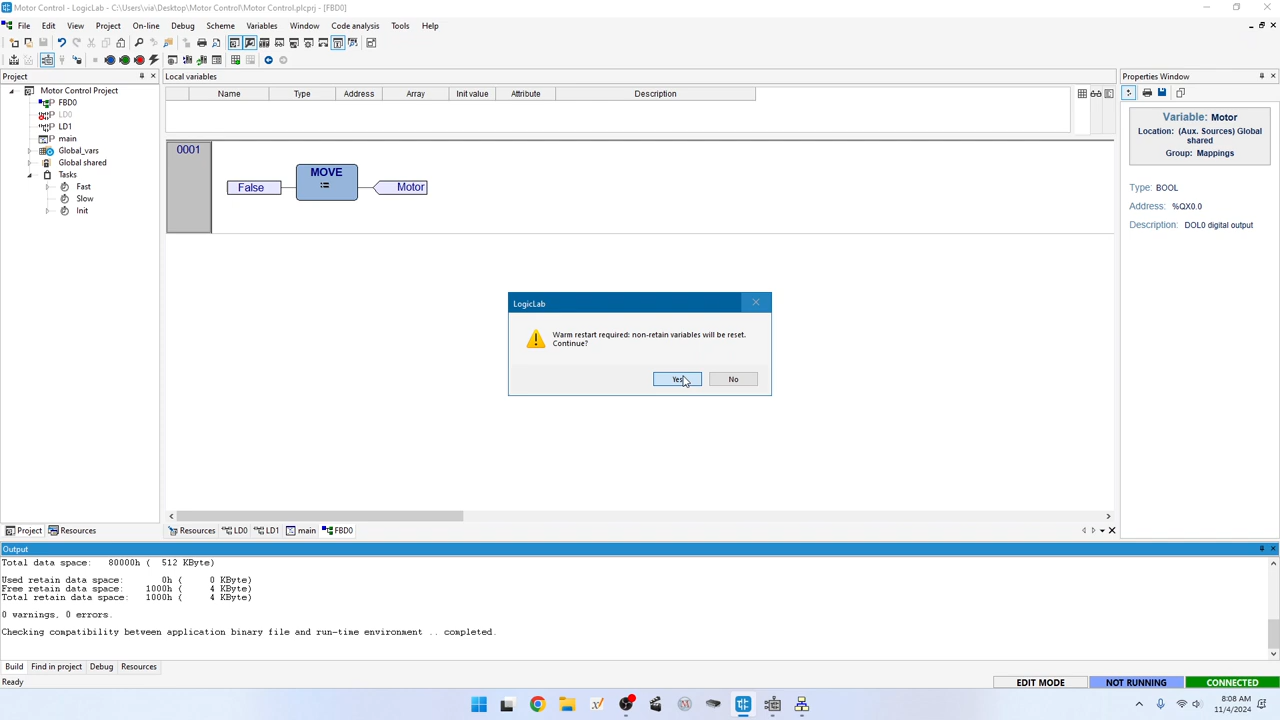 Motor Control - LogicLab - C:\Users\via\Desktop\Motor Control\Motor Control.plcprj - [FBD0]
File Edit View Project On-line Debug Scheme Variables Window Code analysis Tools Help
Project
Motor Control Project
FBD0
LD0
LD1
main
Global_vars
Global shared
Tasks
Fast
Slow
Init
Project Resources
Local variables
Name Type Address Array Init value Attribute Description
0001
False
MOVE
:=
Motor
LogicLab
Warm restart required: non-retain variables will be reset.
Continue?
Yes No
Resources LD0 LD1 main FBD0
Properties Window
Variable: Motor
Location: (Aux. Sources) Global
shared
Group: Mappings
Type: BOOL
Address: %QX0.0
Description: DOL0 digital output
Output
Total data space: 80000h ( 512 KByte)
Used retain data space: 0h ( 0 KByte)
Free retain data space: 1000h ( 4 KByte)
Total retain data space: 1000h ( 4 KByte)
0 warnings, 0 errors.
Checking compatibility between application binary file and run-time environment .. completed.
Build Find in project Debug Resources
Ready
EDIT MODE NOT RUNNING CONNECTED
8:08 AM
11/4/2024